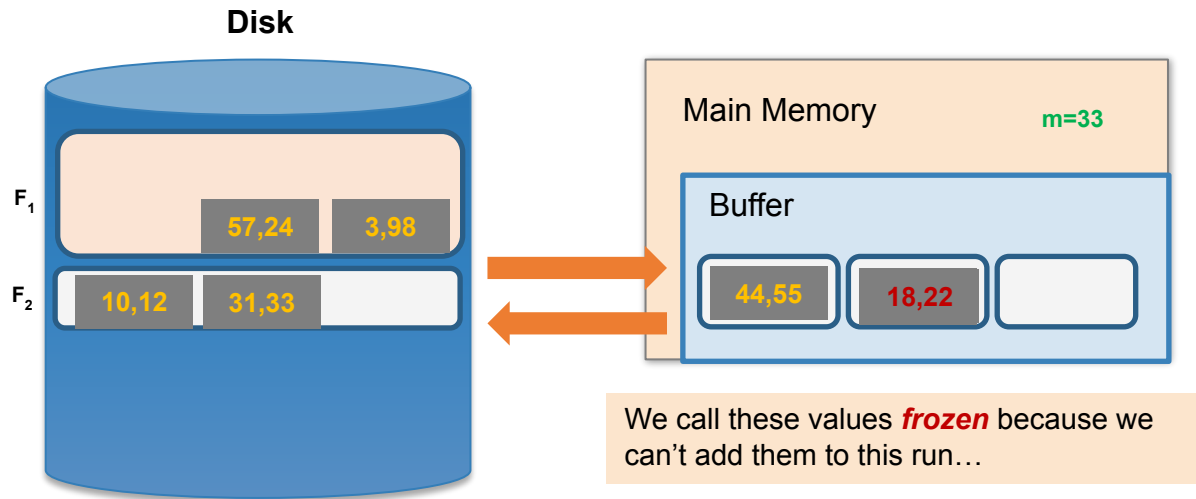 Disk
Main Memory
m=33
F1
57,24
3,98
Buffer
F2
10,12
31,33
44,55
18,22
We call these values frozen because we
can’t add them to this run…